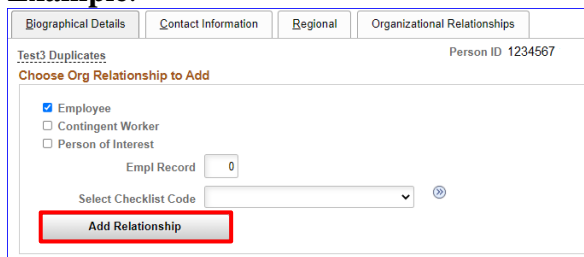 Example:
Biographical Details Contact Information Regional Organizational Relationships
Test3 Duplicates Person ID 1234567
Choose Org Relationship to Add
Employee
Contingent Worker
Person of Interest
Empl Record 0
Select Checklist Code
Add Relationship